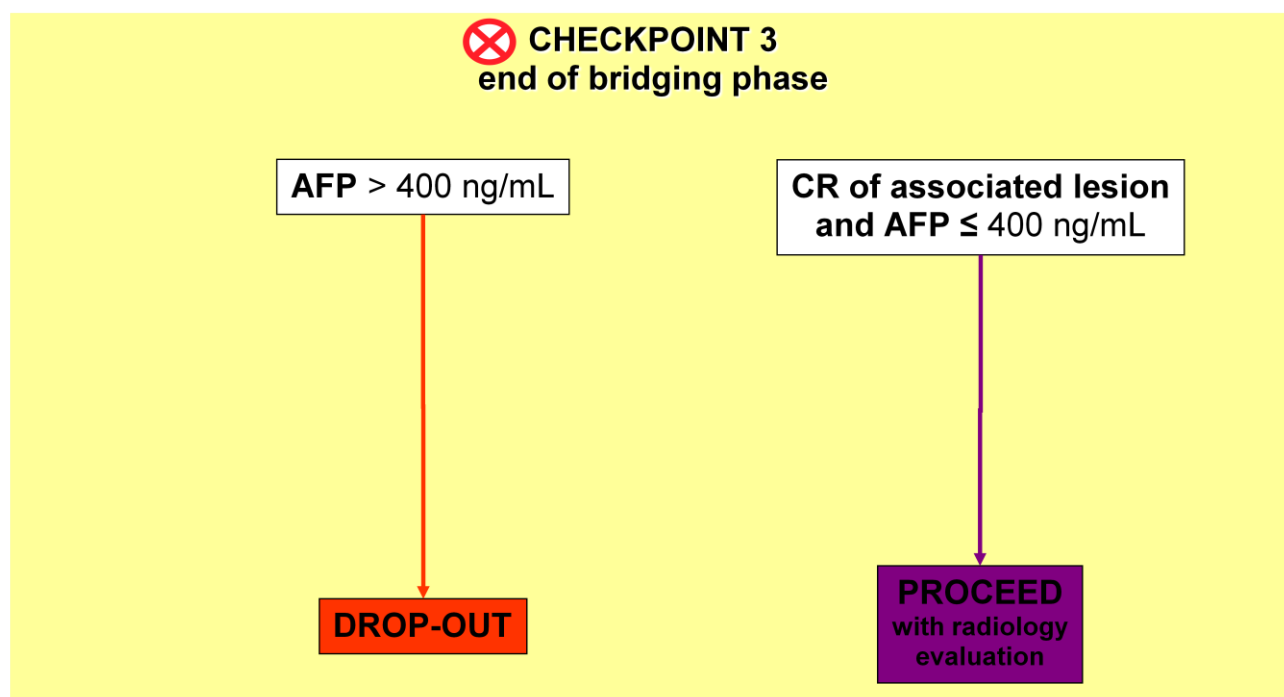 CHECKPOINT 3
end of bridging phase
AFP > 400 ng/mL
CR of associated lesion
and AFP ≤ 400 ng/mL
DROP-OUT
PROCEED
with radiology
evaluation